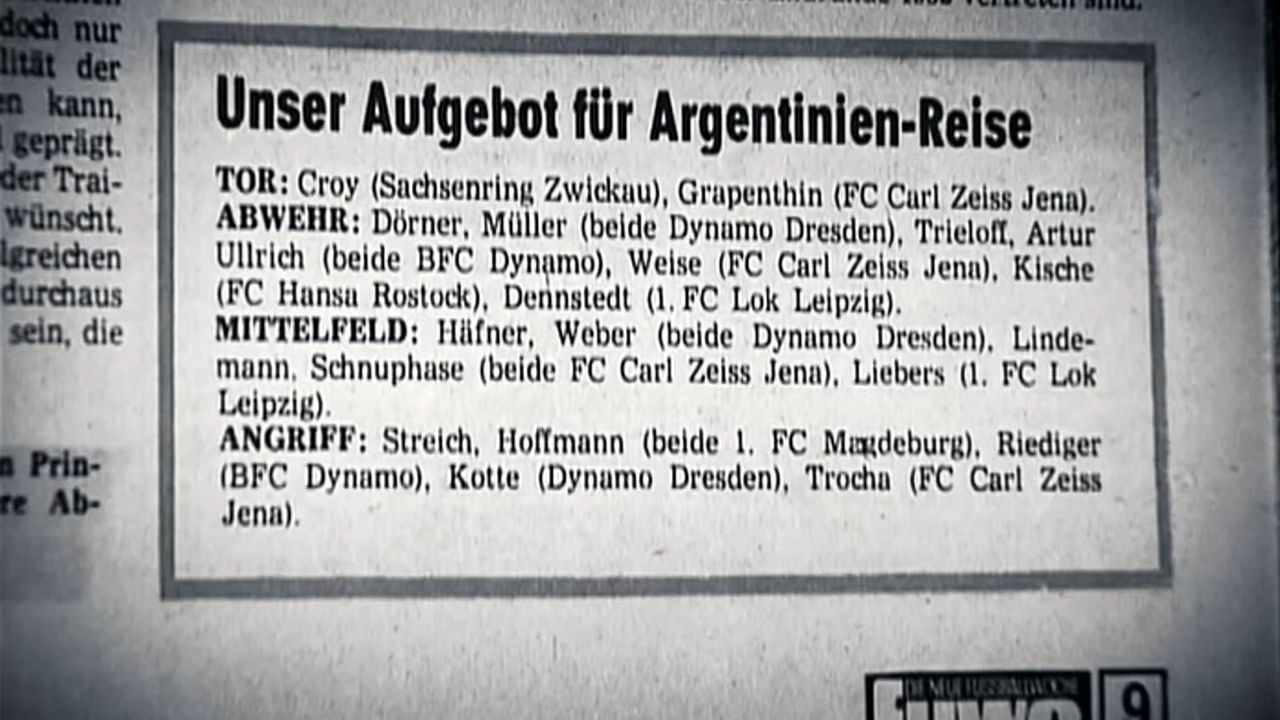 doch nur
lität der
en kann,
geprägt.
der Trai-
wünscht.
lgreichen
durchaus
sein, die
n Prin-
re Ab-
Unser Aufgebot für Argentinien-Reise
TOR: Croy (Sachsenring Zwickau), Grapenthin (FC Carl Zeiss Jena).
ABWEHR: Dörner, Müller (beide Dynamo Dresden), Trieloff, Artur
Ullrich (beide BFC Dynamo), Weise (FC Carl Zeiss Jena), Kische
(FC Hansa Rostock), Dennstedt (1. FC Lok Leipzig).
MITTELFELD: Häfner, Weber (beide Dynamo Dresden), Linde-
mann, Schnuphase (beide FC Carl Zeiss Jena), Liebers (1. FC Lok
Leipzig).
ANGRIFF: Streich, Hoffmann (beide 1. FC Magdeburg), Riediger
(BFC Dynamo), Kotte (Dynamo Dresden), Trocha (FC Carl Zeiss
Jena).
DIE NEUE FUSSBALLWOCHE
9